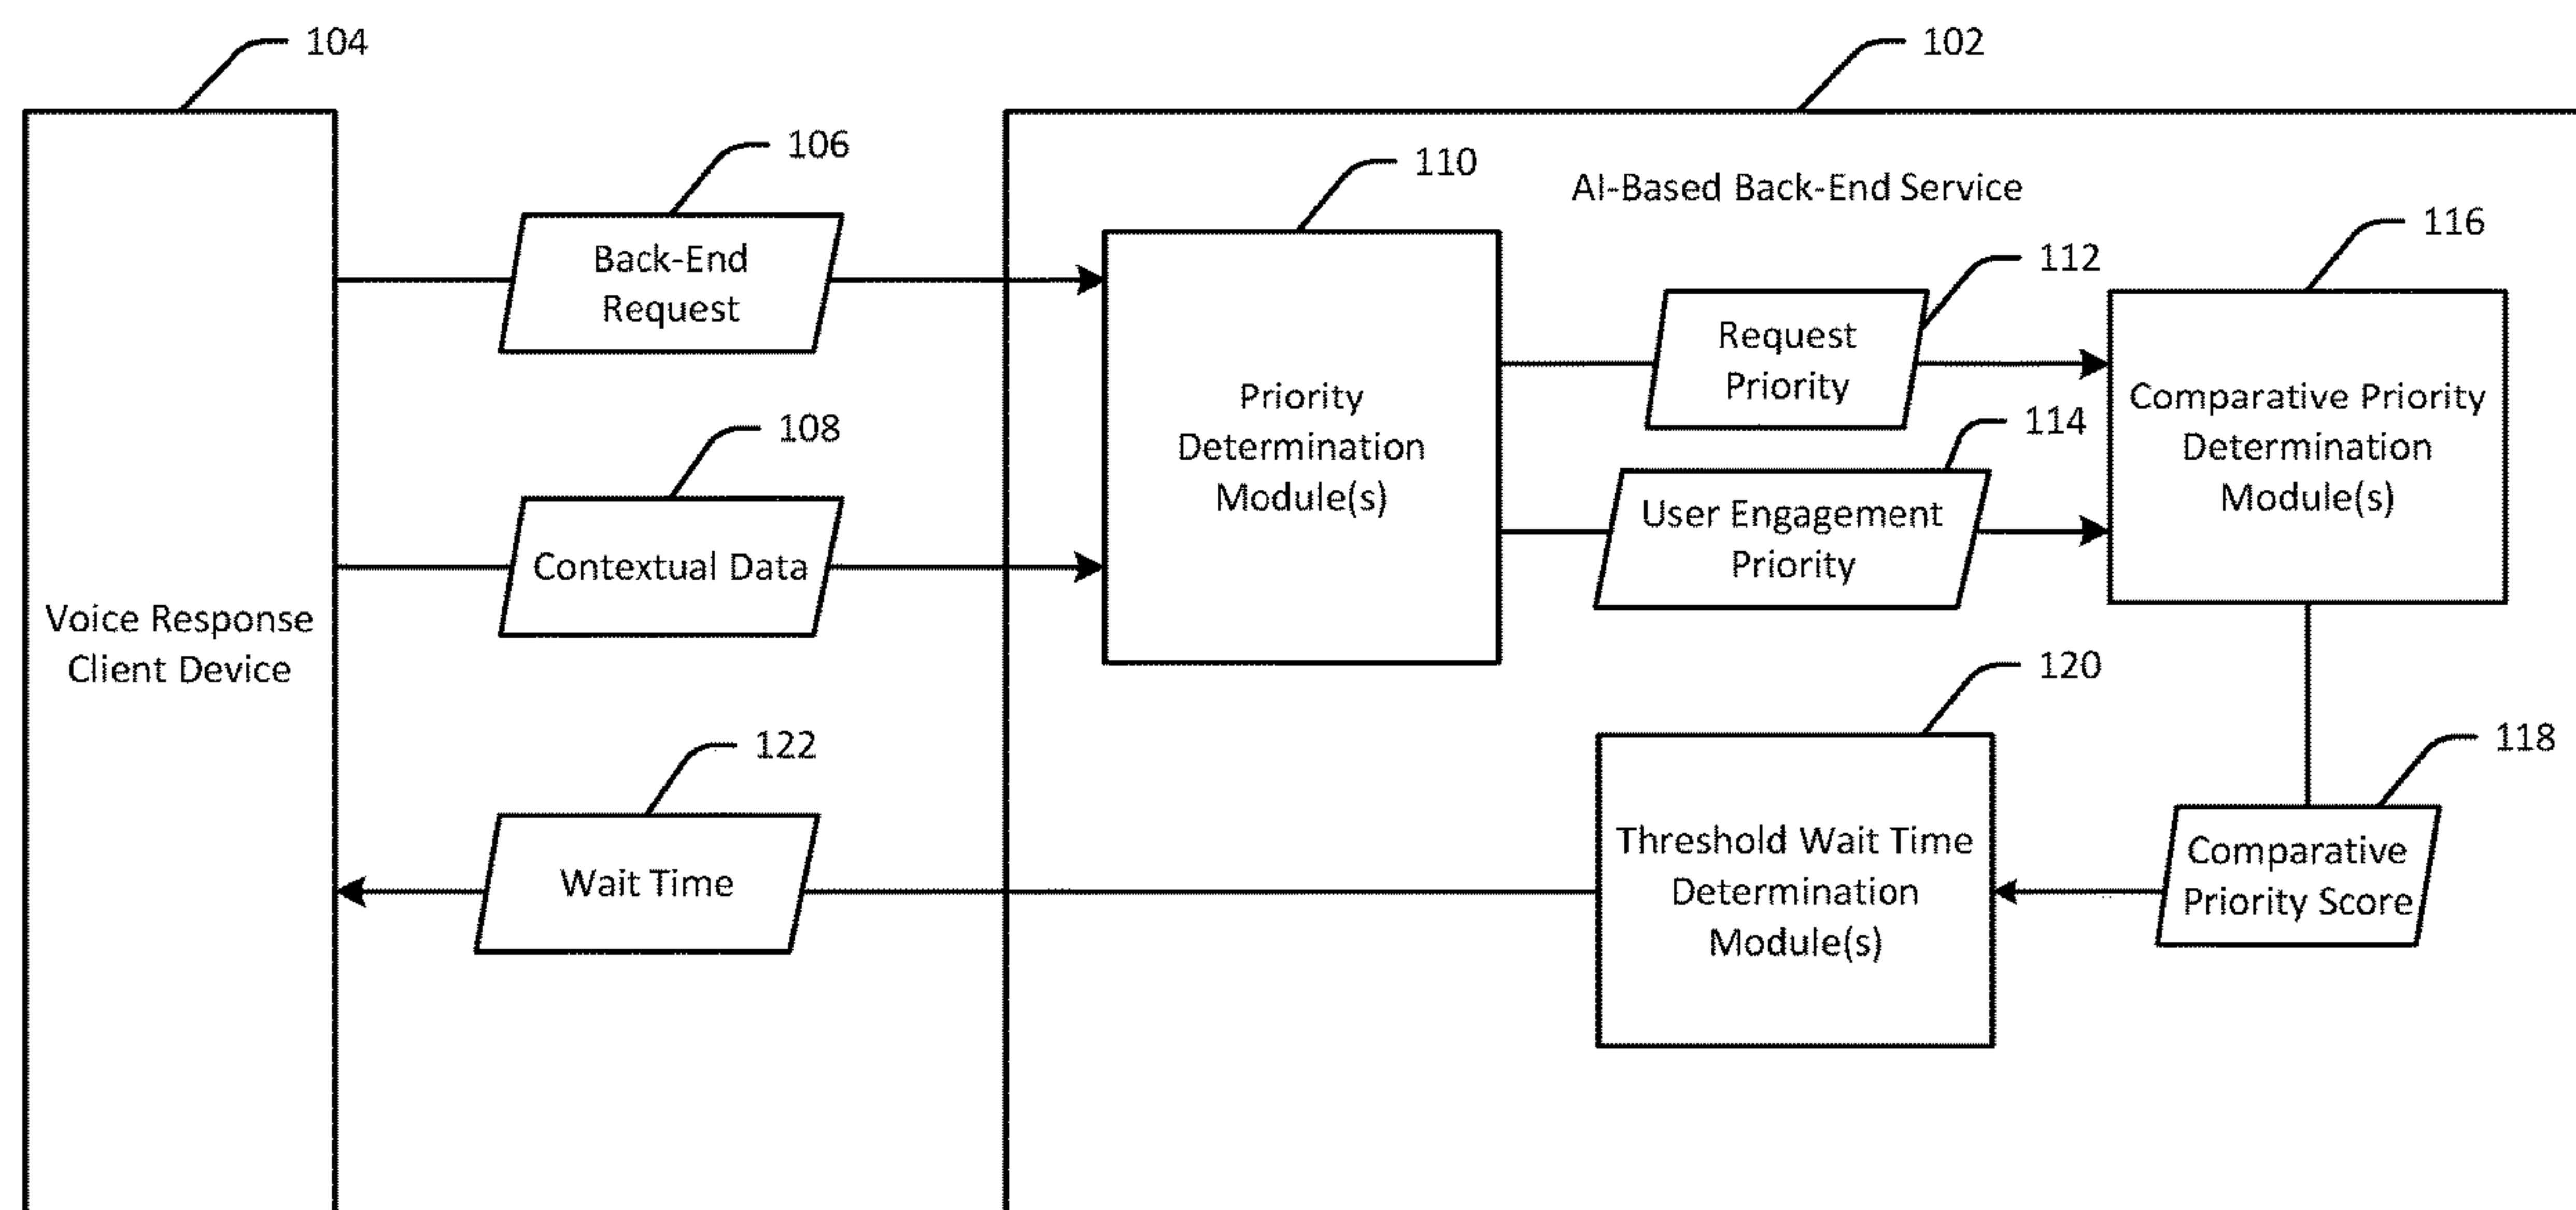 104
102
106
110
AI-Based Back-End Service
116
112
Back-End
Request
Request
Priority
Priority
Determination
Module(s)
Comparative Priority
Determination
Module(s)
108
114
Contextual Data
User Engagement
Priority
Voice Response
Client Device
120
122
118
Wait Time
Threshold Wait Time
Determination
Module(s)
Comparative
Priority Score